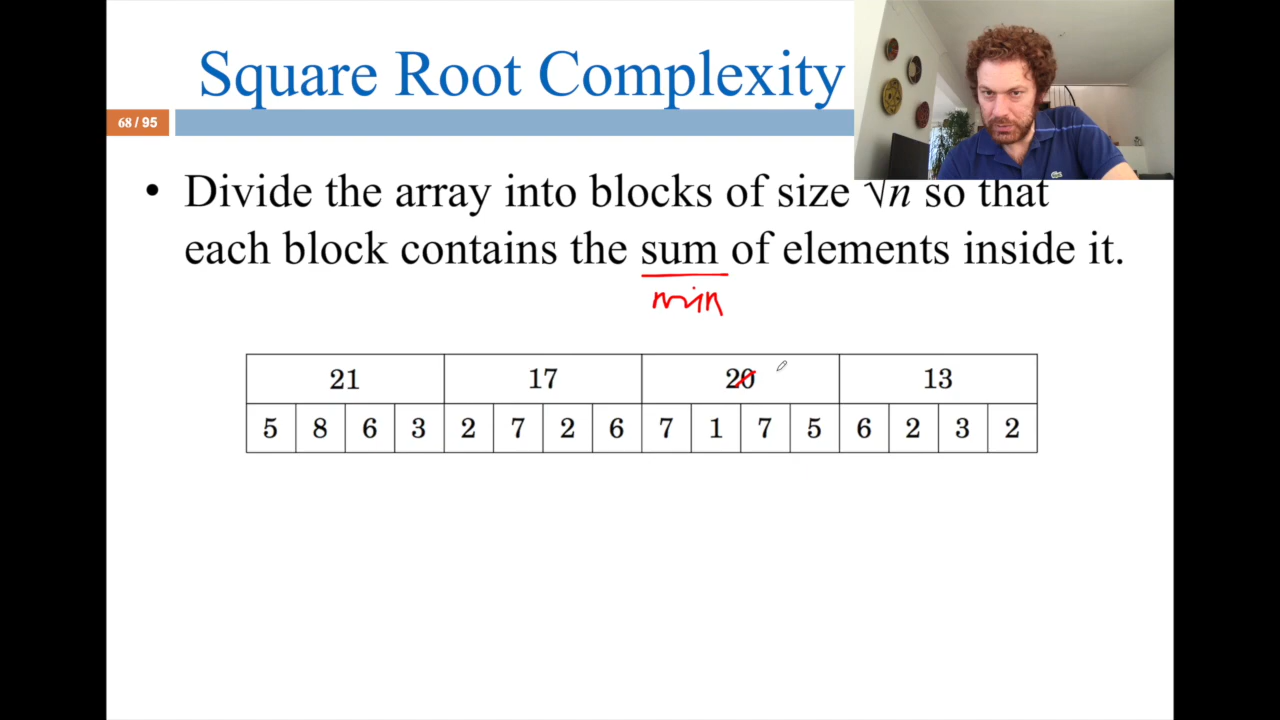 Square Root Complexity
68 / 95
• Divide the array into blocks of size √n so that
each block contains the sum of elements inside it.
min
21 17 20 13
5 8 6 3 2 7 2 6 7 1 7 5 6 2 3 2